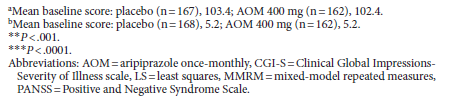 ᵃMean baseline score: placebo (n = 167), 103.4; AOM 400 mg (n = 162), 102.4.
ᵇMean baseline score: placebo (n = 168), 5.2; AOM 400 mg (n = 162), 5.2.
**P < .001.
***P < .0001.
Abbreviations: AOM = aripiprazole once-monthly, CGI-S = Clinical Global Impressions-
Severity of Illness scale, LS = least squares, MMRM = mixed-model repeated measures,
PANSS = Positive and Negative Syndrome Scale.